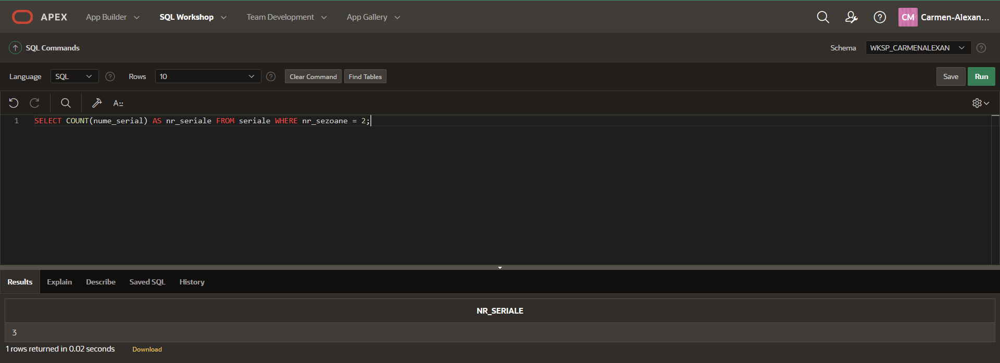 APEX App Builder SQL Workshop Team Development App Gallery CM Carmen-Alexan...
SQL Commands Schema WKSP_CARMENALEXAN
Language SQL Rows 10 Clear Command Find Tables Save Run
A::
1 SELECT COUNT(nume_serial) AS nr_seriale FROM seriale WHERE nr_sezoane = 2;
Results Explain Describe Saved SQL History
NR_SERIALE
3
1 rows returned in 0.02 seconds Download